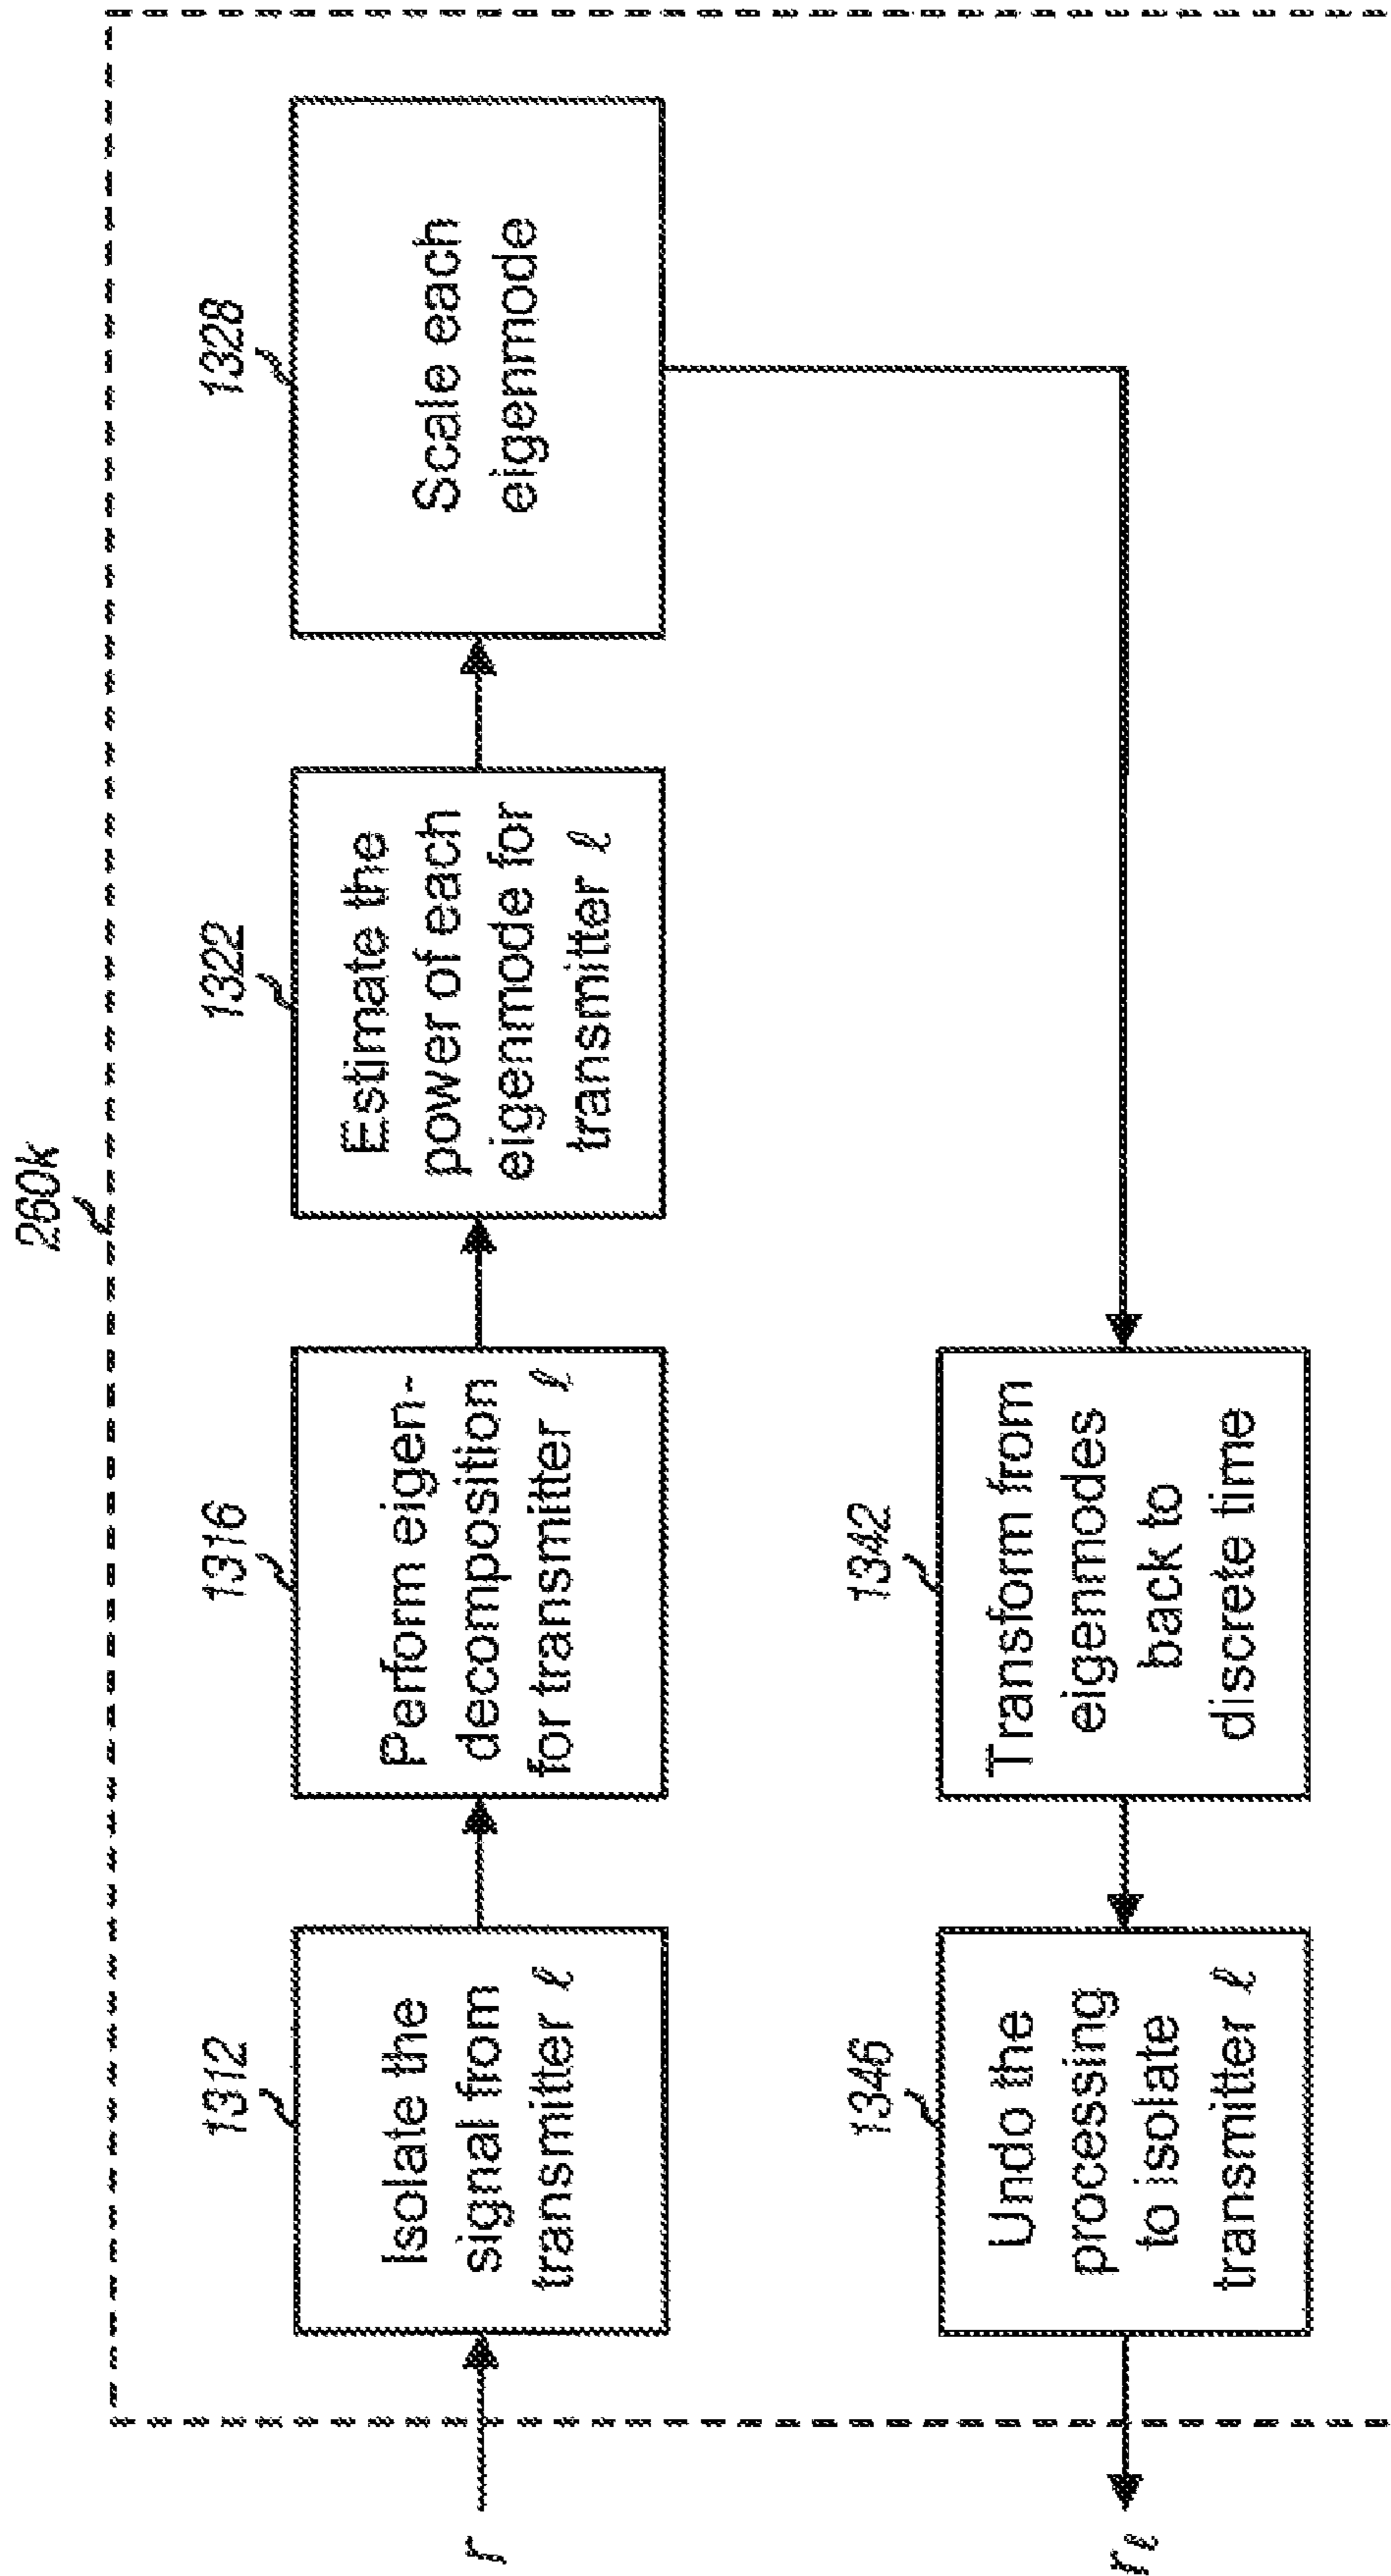 260k
r
1312
Isolate the
signal from
transmitter ℓ
1316
Perform eigen-
decomposition
for transmitter ℓ
1322
Estimate the
power of each
eigenmode for
transmitter ℓ
1328
Scale each
eigenmode
1342
Transform from
eigenmodes
back to
discrete time
1346
Undo the
processing
to isolate
transmitter ℓ
rℓ